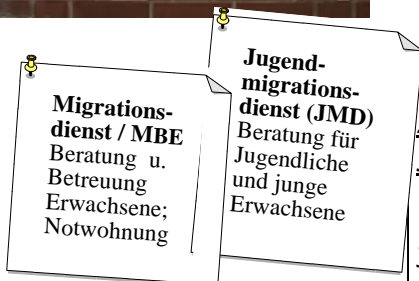 Migrations-
dienst / MBE
Beratung u.
Betreuung
Erwachsene;
Notwohnung
Jugend-
migrations-
dienst (JMD)
Beratung für
Jugendliche
und junge
Erwachsene